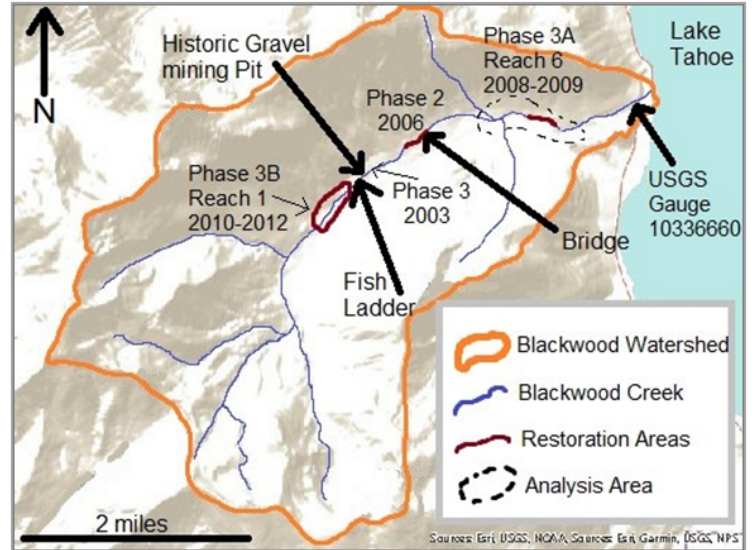 Lake
Tahoe
Historic Gravel
mining Pit
Phase 3A
Reach 6
2008-2009
N
Phase 2
2006
Phase 3B
Reach 1
2010-2012
Phase 3
2003
USGS
Gauge
10336660
Bridge
Fish
Ladder
Blackwood Watershed
Blackwood Creek
Restoration Areas
Analysis Area
2 miles
Sources: Esri, USGS, NOAA, Sources: Esri, Garmin, USGS, NPS